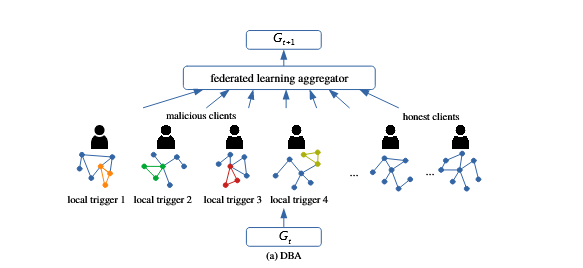 G_{t+1}
federated learning aggregator
malicious clients
honest clients
...
...
local trigger 1
local trigger 2
local trigger 3
local trigger 4
G_t
(a) DBA